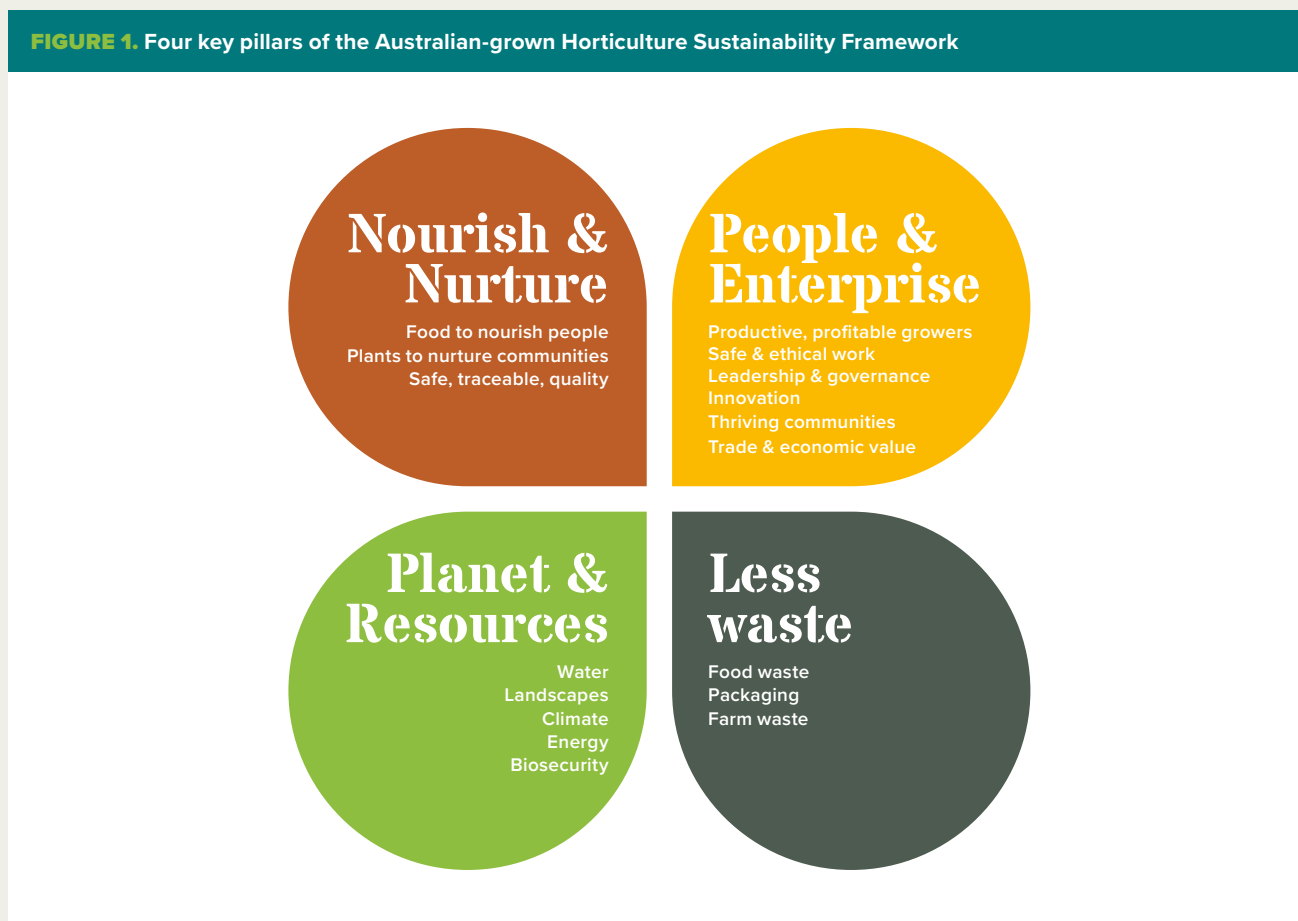 FIGURE 1. Four key pillars of the Australian-grown Horticulture Sustainability Framework
Nourish &
Nurture
Food to nourish people
Plants to nurture communities
Safe, traceable, quality
People &
Enterprise
Productive, profitable growers
Safe & ethical work
Leadership & governance
Innovation
Thriving communities
Trade & economic value
Planet &
Resources
Water
Landscapes
Climate
Energy
Biosecurity
Less
waste
Food waste
Packaging
Farm waste